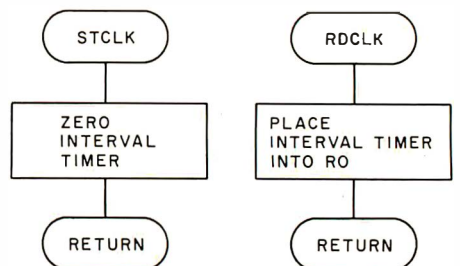 STCLK
ZERO
INTERVAL
TIMER
RETURN
RDCLK
PLACE
INTERVAL TIMER
INTO RO
RETURN